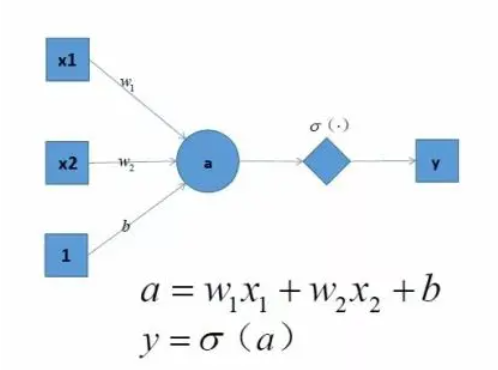 x1
w₁
σ (·)
x2
w₂
a
y
b
1
a = w₁x₁ + w₂x₂ + b
y = σ (a)